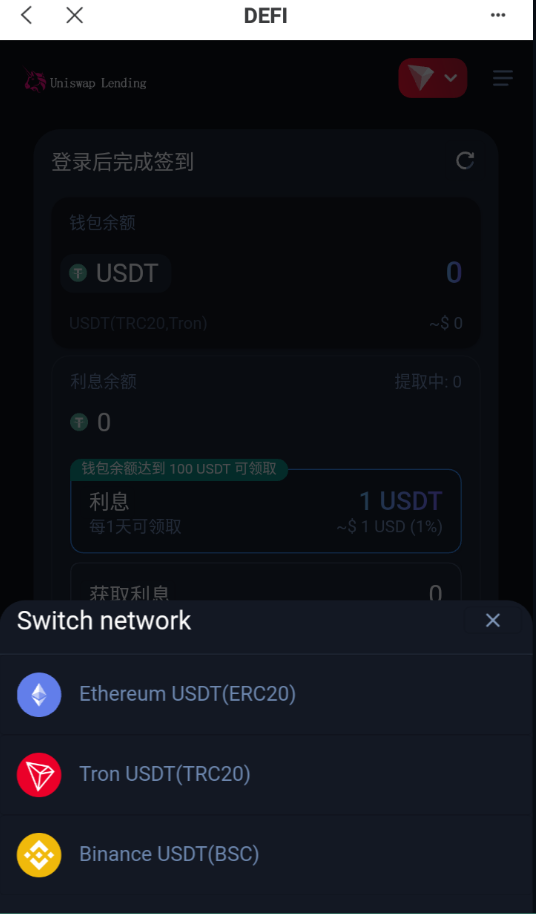 DEFI
Uniswap Lending
登录后完成签到
钱包余额
USDT 0
USDT(TRC20,Tron) ~$ 0
利息余额 提取中: 0
0
钱包余额达到 100 USDT 可领取
利息 1 USDT
每1天可领取 ~$ 1 USD (1%)
获取利息 0
Switch network
Ethereum USDT(ERC20)
Tron USDT(TRC20)
Binance USDT(BSC)